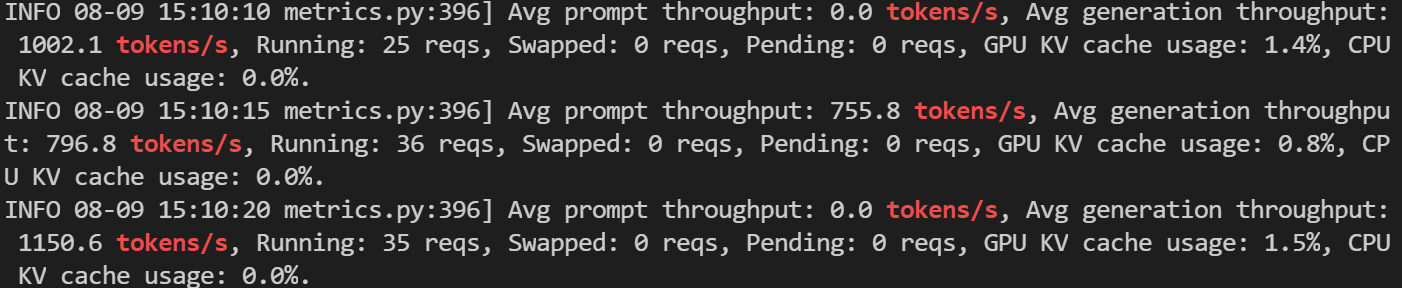 INFO 08-09 15:10:10 metrics.py:396] Avg prompt throughput: 0.0 tokens/s, Avg generation throughput:
 1002.1 tokens/s, Running: 25 reqs, Swapped: 0 reqs, Pending: 0 reqs, GPU KV cache usage: 1.4%, CPU
 KV cache usage: 0.0%.
INFO 08-09 15:10:15 metrics.py:396] Avg prompt throughput: 755.8 tokens/s, Avg generation throughpu
t: 796.8 tokens/s, Running: 36 reqs, Swapped: 0 reqs, Pending: 0 reqs, GPU KV cache usage: 0.8%, CP
U KV cache usage: 0.0%.
INFO 08-09 15:10:20 metrics.py:396] Avg prompt throughput: 0.0 tokens/s, Avg generation throughput:
 1150.6 tokens/s, Running: 35 reqs, Swapped: 0 reqs, Pending: 0 reqs, GPU KV cache usage: 1.5%, CPU
 KV cache usage: 0.0%.